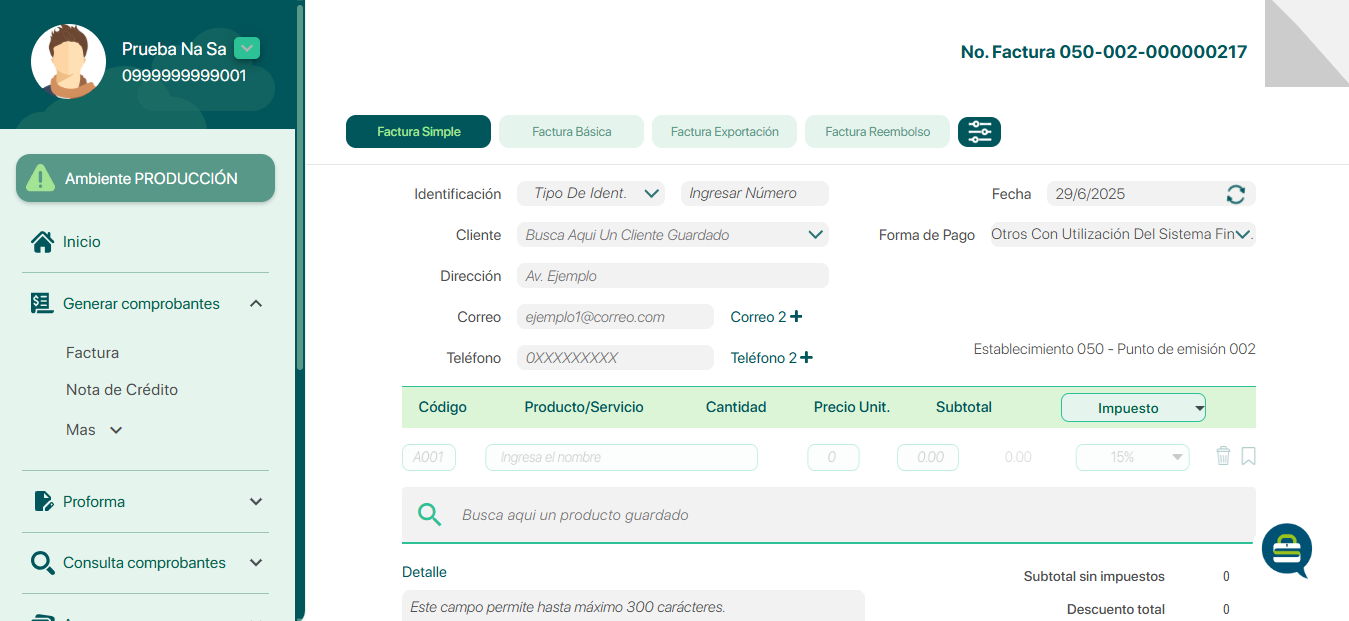 Prueba Na Sa
0999999999001
Ambiente PRODUCCIÓN
Inicio
Generar comprobantes
Factura
Nota de Crédito
Mas
Proforma
Consulta comprobantes
No. Factura 050-002-000000217
Factura Simple
Factura Básica
Factura Exportación
Factura Reembolso
Identificación
Tipo De Ident.
Ingresar Número
Fecha
29/6/2025
Cliente
Busca Aqui Un Cliente Guardado
Forma de Pago
Otros Con Utilización Del Sistema Fin
Dirección
Av. Ejemplo
Correo
ejemplo1@correo.com
Correo 2
Teléfono
0XXXXXXXXX
Teléfono 2
Establecimiento 050 - Punto de emisión 002
Código
Producto/Servicio
Cantidad
Precio Unit.
Subtotal
Impuesto
A001
Ingresa el nombre
0
0.00
0.00
15%
Busca aqui un producto guardado
Detalle
Este campo permite hasta máximo 300 carácteres.
Subtotal sin impuestos
0
Descuento total
0